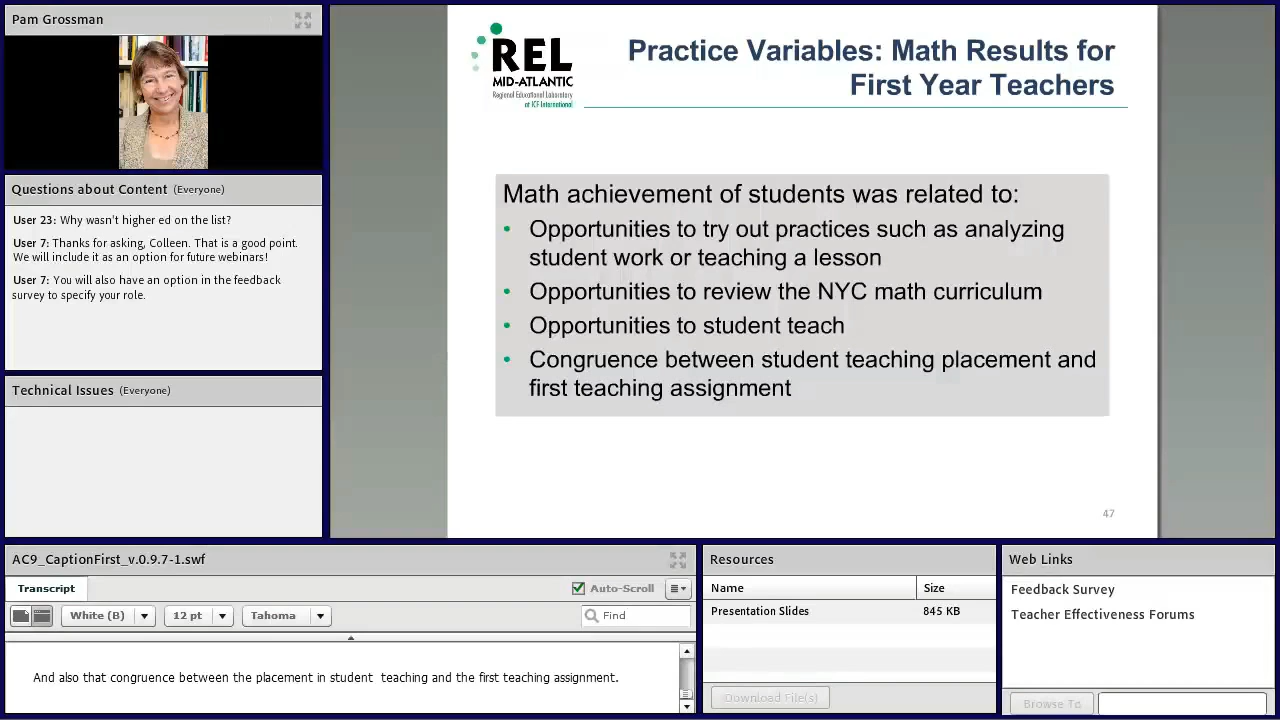 Pam Grossman
Questions about Content (Everyone)
User 23: Why wasn't higher ed on the list?
User 7: Thanks for asking, Colleen. That is a good point.
We will include it as an option for future webinars!
User 7: You will also have an option in the feedback
survey to specify your role.
Technical Issues (Everyone)
REL
MID-ATLANTIC
Regional Educational Laboratory
at ICF International
Practice Variables: Math Results for
First Year Teachers
Math achievement of students was related to:
• Opportunities to try out practices such as analyzing
student work or teaching a lesson
• Opportunities to review the NYC math curriculum
• Opportunities to student teach
• Congruence between student teaching placement and
first teaching assignment
47
AC9_CaptionFirst_v.0.9.7-1.swf
Transcript
Auto-Scroll
White (B)
12 pt
Tahoma
Find
And also that congruence between the placement in student  teaching and the first teaching assignment.
Resources
Name Size
Presentation Slides 845 KB
Download File(s)
Web Links
Feedback Survey
Teacher Effectiveness Forums
Browse To